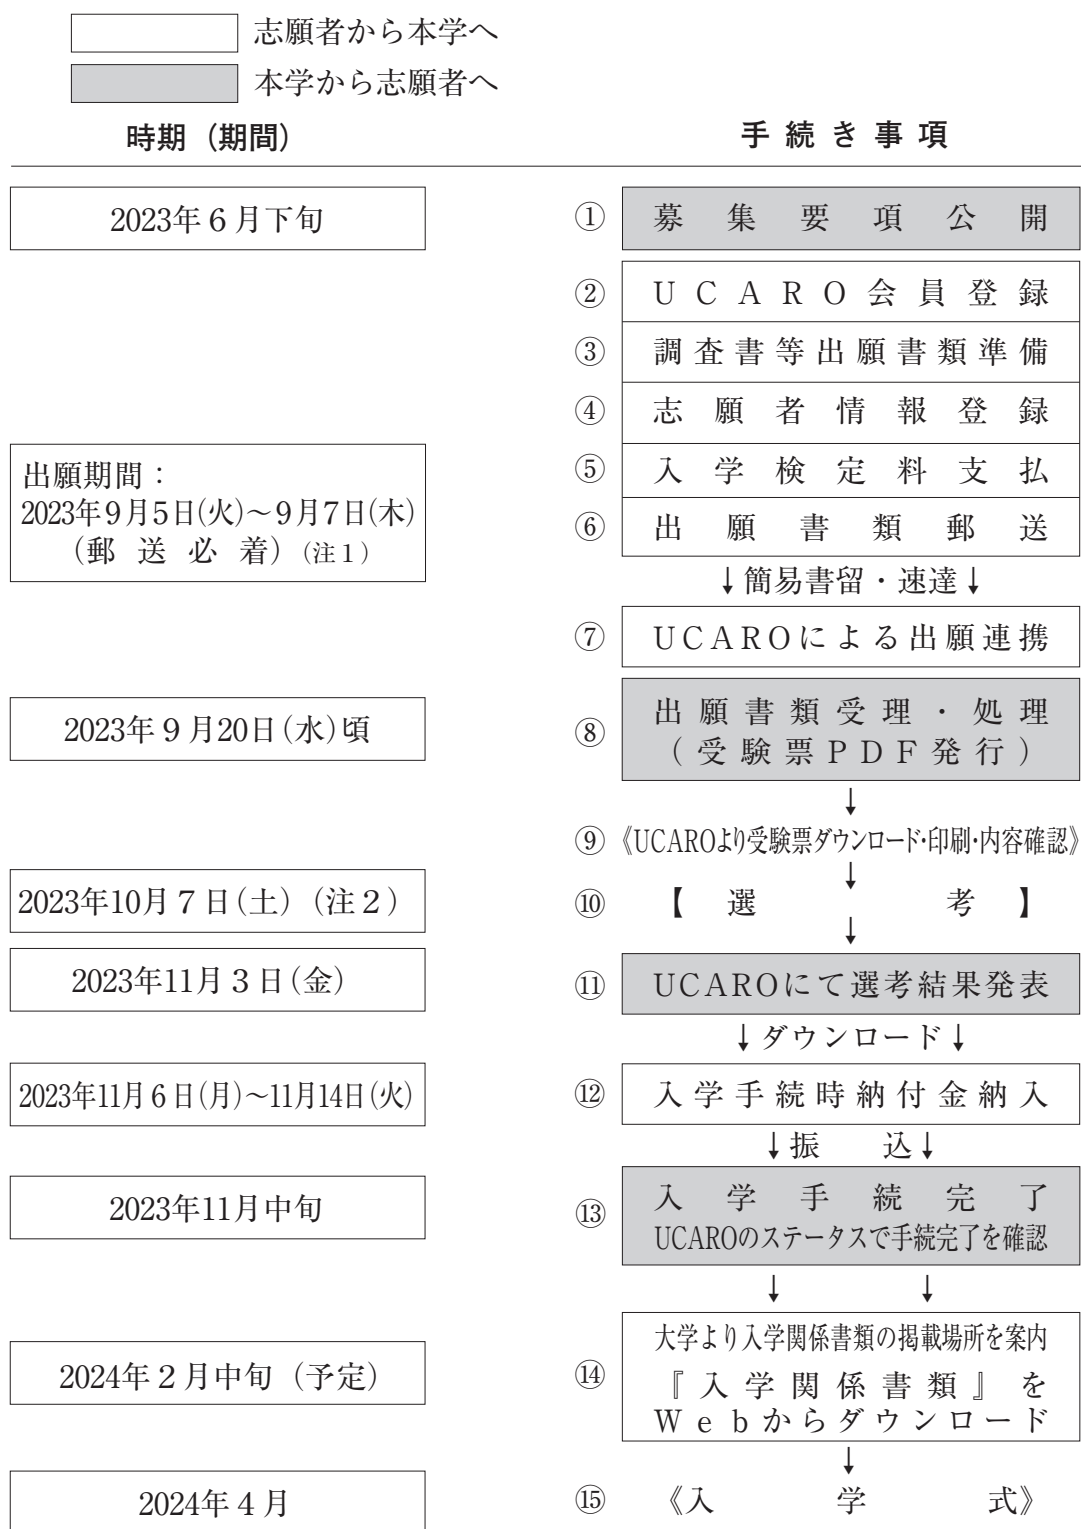 志願者から本学へ
本学から志願者へ
時期（期間） 手続き事項
2023年６月下旬 ① 募集要項公開
② ＵＣＡＲＯ会員登録
③ 調査書等出願書類準備
④ 志願者情報登録
出願期間： ⑤ 入学検定料支払
2023年９月５日(火)～９月７日(木) ⑥ 出願書類郵送
（郵送必着）(注１)
↓簡易書留・速達↓
⑦ UCAROによる出願連携
2023年９月20日(水)頃 ⑧ 出願書類受理・処理
（受験票ＰＤＦ発行）
↓
⑨ 《UCAROより受験票ダウンロード・印刷・内容確認》
↓
2023年10月７日(土)（注２） ⑩ 【選考】
↓
2023年11月３日(金) ⑪ UCAROにて選考結果発表
↓ダウンロード↓
2023年11月６日(月)～11月14日(火) ⑫ 入学手続時納付金納入
↓振込↓
2023年11月中旬 ⑬ 入学手続完了
UCAROのステータスで手続完了を確認
↓ ↓
大学より入学関係書類の掲載場所を案内
2024年２月中旬（予定） ⑭ 『入学関係書類』を
Ｗｅｂからダウンロード
↓
2024年４月 ⑮ 《入学式》